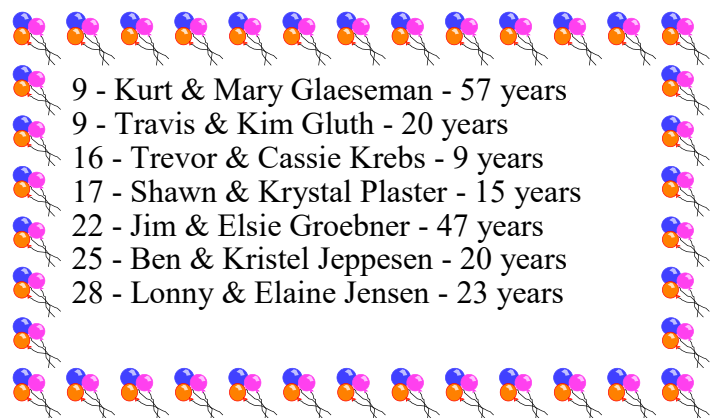 9 - Kurt & Mary Glaeseman - 57 years
9 - Travis & Kim Gluth - 20 years
16 - Trevor & Cassie Krebs - 9 years
17 - Shawn & Krystal Plaster - 15 years
22 - Jim & Elsie Groebner - 47 years
25 - Ben & Kristel Jeppesen - 20 years
28 - Lonny & Elaine Jensen - 23 years